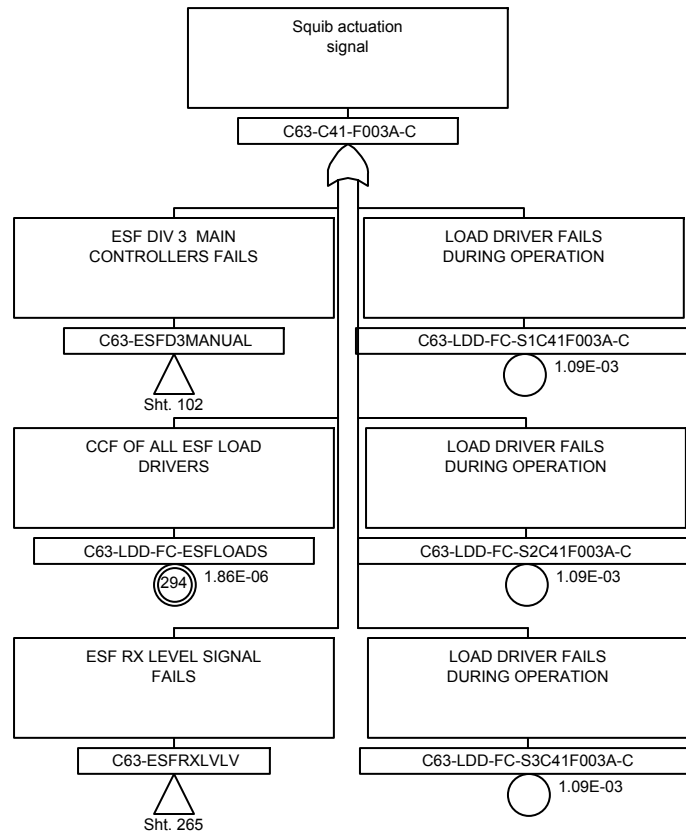 Squib actuation
signal
C63-C41-F003A-C
ESF DIV 3 MAIN
CONTROLLERS FAILS
C63-ESFD3MANUAL
Sht. 102
LOAD DRIVER FAILS
DURING OPERATION
C63-LDD-FC-S1C41F003A-C
1.09E-03
CCF OF ALL ESF LOAD
DRIVERS
C63-LDD-FC-ESFLOADS
294
1.86E-06
LOAD DRIVER FAILS
DURING OPERATION
C63-LDD-FC-S2C41F003A-C
1.09E-03
ESF RX LEVEL SIGNAL
FAILS
C63-ESFRXLVLV
Sht. 265
LOAD DRIVER FAILS
DURING OPERATION
C63-LDD-FC-S3C41F003A-C
1.09E-03